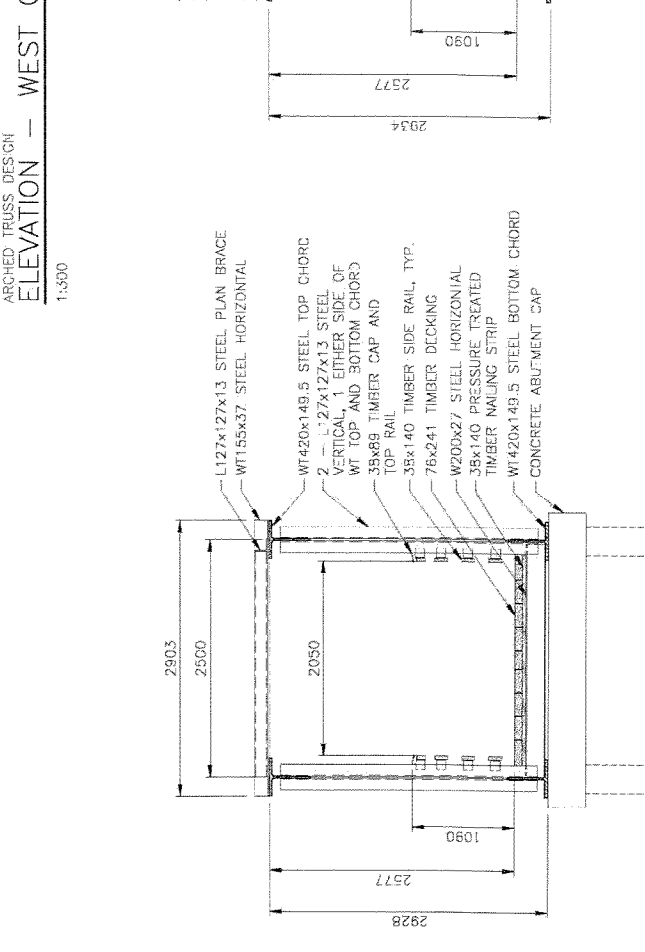 ARCHED TRUSS DESIGN
ELEVATION – WEST
1:300
1090
2577
2934
L127x127x13 STEEL PLAN BRACE
WT155x37 STEEL HORIZONTAL
WT420x149.5 STEEL TOP CHORD
2 – L127x127x13 STEEL
VERTICAL, 1 EITHER SIDE OF
WT TOP AND BOTTOM CHORD
38x89 TIMBER CAP AND
TOP RAIL
38x140 TIMBER SIDE RAIL, TYP.
76x241 TIMBER DECKING
W200x27 STEEL HORIZONIAL
38x140 PRESSURE TREATED
TIMBER NAILING STRIP
WT420x149.5 STEEL BOTTOM CHORD
CONCRETE ABUTMENT CAP
2903
2500
2050
1090
2577
2928